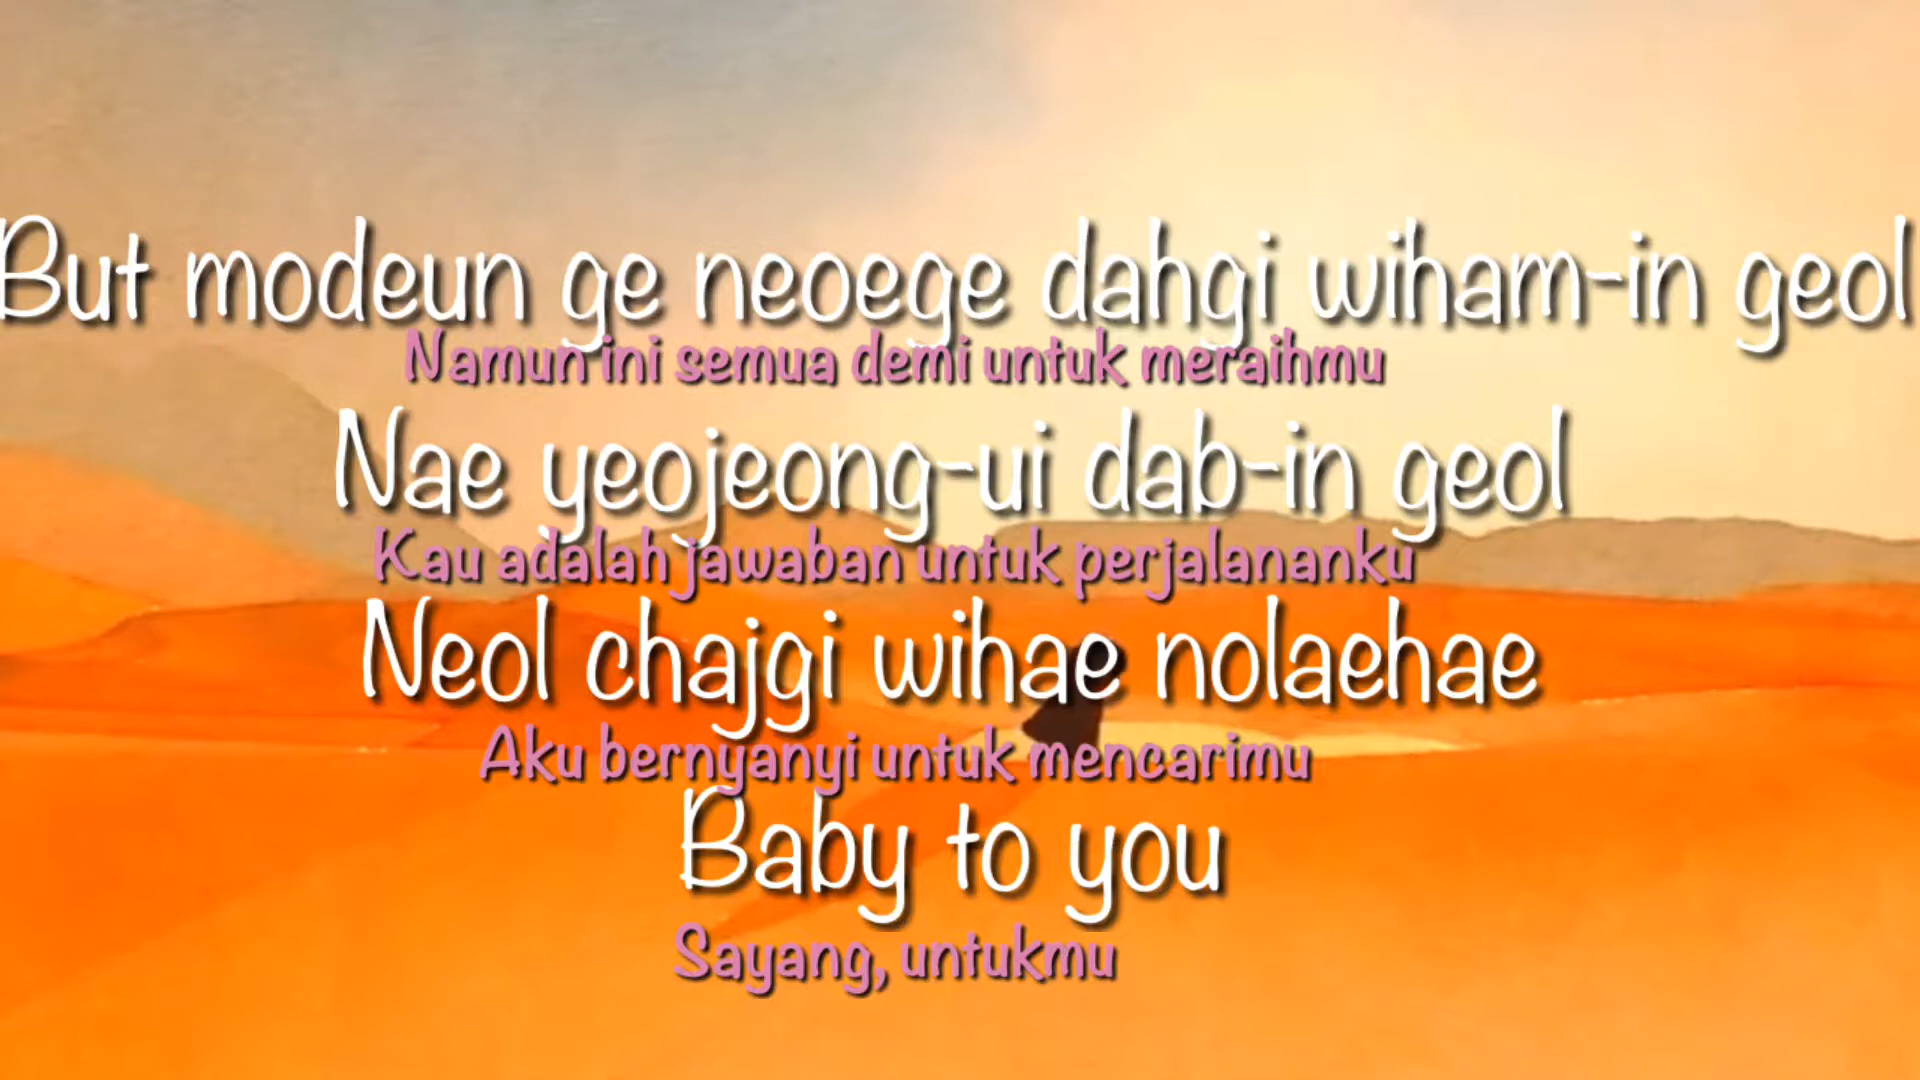 But modeun ge neoege dahgi wiham-in geol
Namun ini semua demi untuk meraihmu
Nae yeojeong-ui dab-in geol
Kau adalah jawaban untuk perjalananku
Neol chajgi wihae nolaehae
Aku bernyanyi untuk mencarimu
Baby to you
Sayang, untukmu